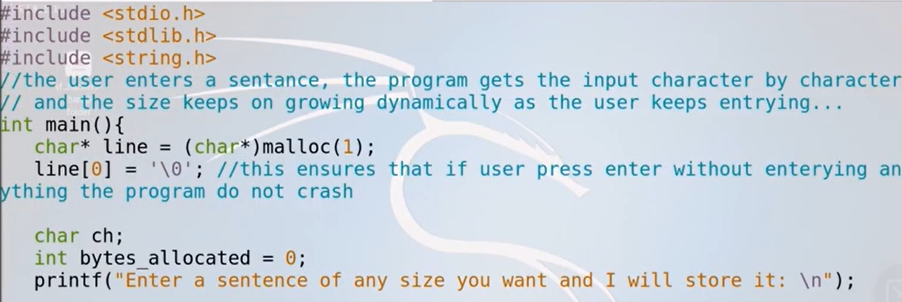 #include <stdio.h>
#include <stdlib.h>
#include <string.h>
//the user enters a sentence, the program gets the input character by character
// and the size keeps on growing dynamically as the user keeps entrying...
int main(){
   char* line = (char*)malloc(1);
   line[0] = '\0'; //this ensures that if user press enter without enterying an
ything the program do not crash

   char ch;
   int bytes_allocated = 0;
   printf("Enter a sentence of any size you want and I will store it: \n");